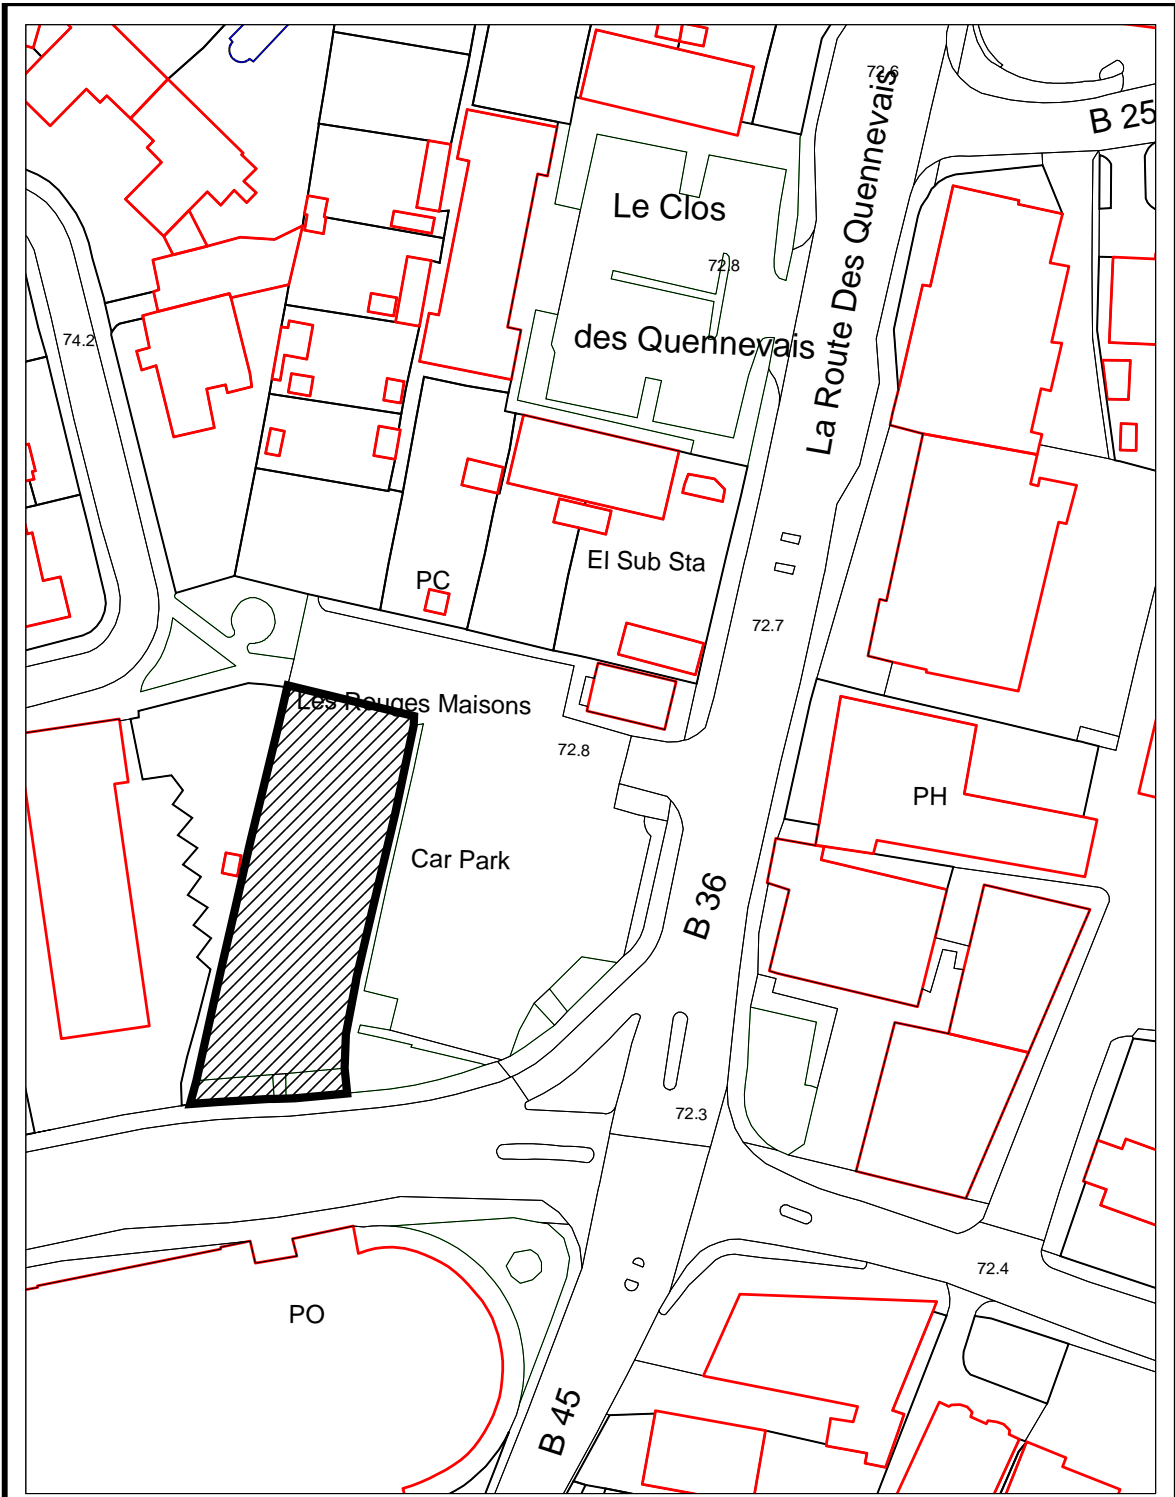 72.6
B 25
Le Clos
72.8
La Route Des Quennevais
des Quennevais
74.2
El Sub Sta
PC
72.7
Les Rouges Maisons
72.8
PH
Car Park
B 36
72.3
72.4
PO
B 45